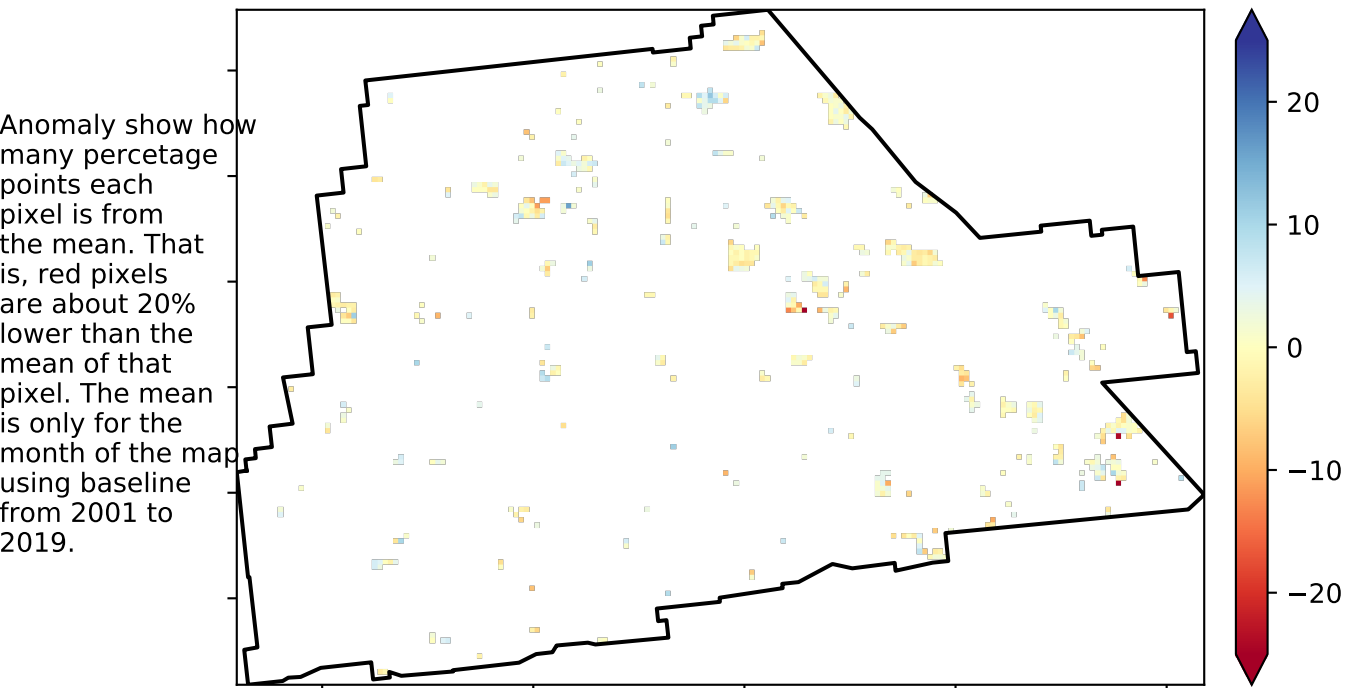 Anomaly show how
many percetage
points each
pixel is from
the mean. That
is, red pixels
are about 20%
lower than the
mean of that
pixel. The mean
is only for the
month of the map
using baseline
from 2001 to
2019.
20
10
0
−10
−20